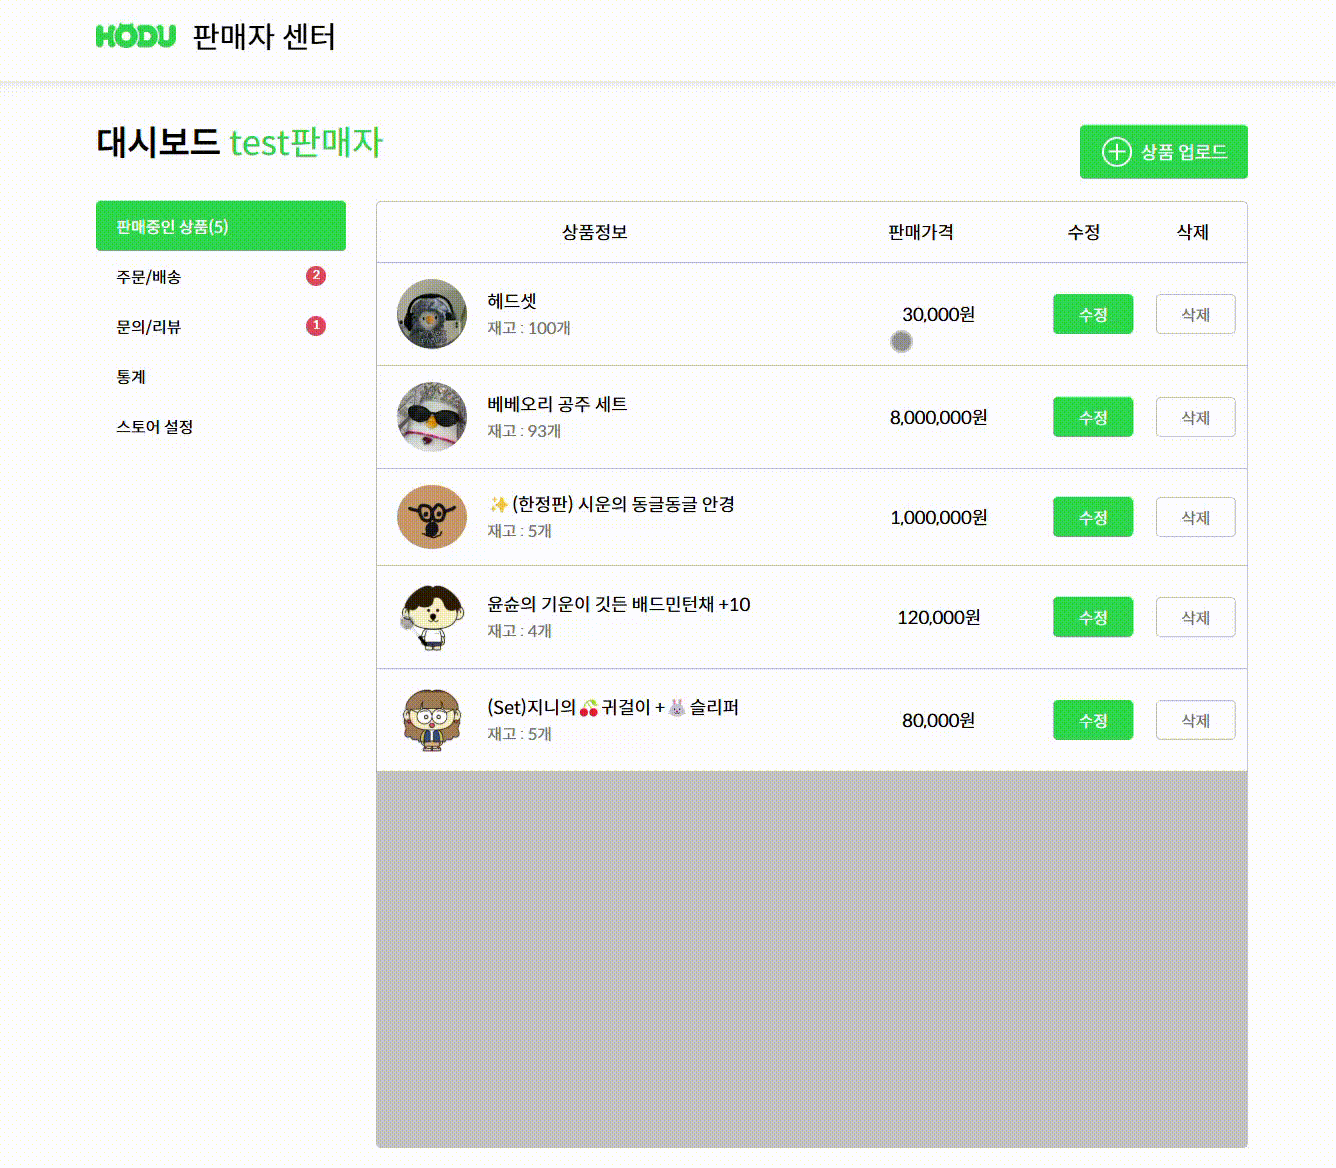 HODU 판매자 센터
대시보드 test판매자
상품 업로드
판매중인 상품(5)
주문/배송 2
문의/리뷰 1
통계
스토어 설정
상품정보 판매가격 수정 삭제
헤드셋
재고 : 100개
30,000원 수정 삭제
베베오리 공주 세트
재고 : 93개
8,000,000원 수정 삭제
✨ (한정판) 시운의 동글동글 안경
재고 : 5개
1,000,000원 수정 삭제
윤슌의 기운이 깃든 배드민턴채 +10
재고 : 4개
120,000원 수정 삭제
(Set)지니의🍒귀걸이 +🐰슬리퍼
재고 : 5개
80,000원 수정 삭제